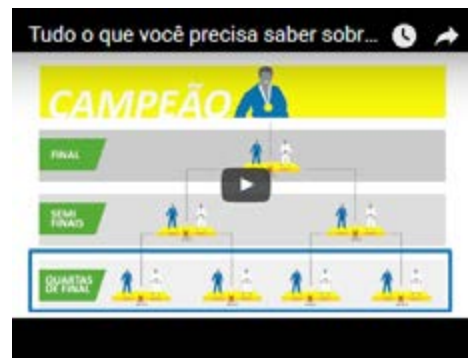 Tudo o que você precisa saber sobr...
CAMPEÃO
FINAL
SEMI
FINAIS
QUARTAS
DE FINAL